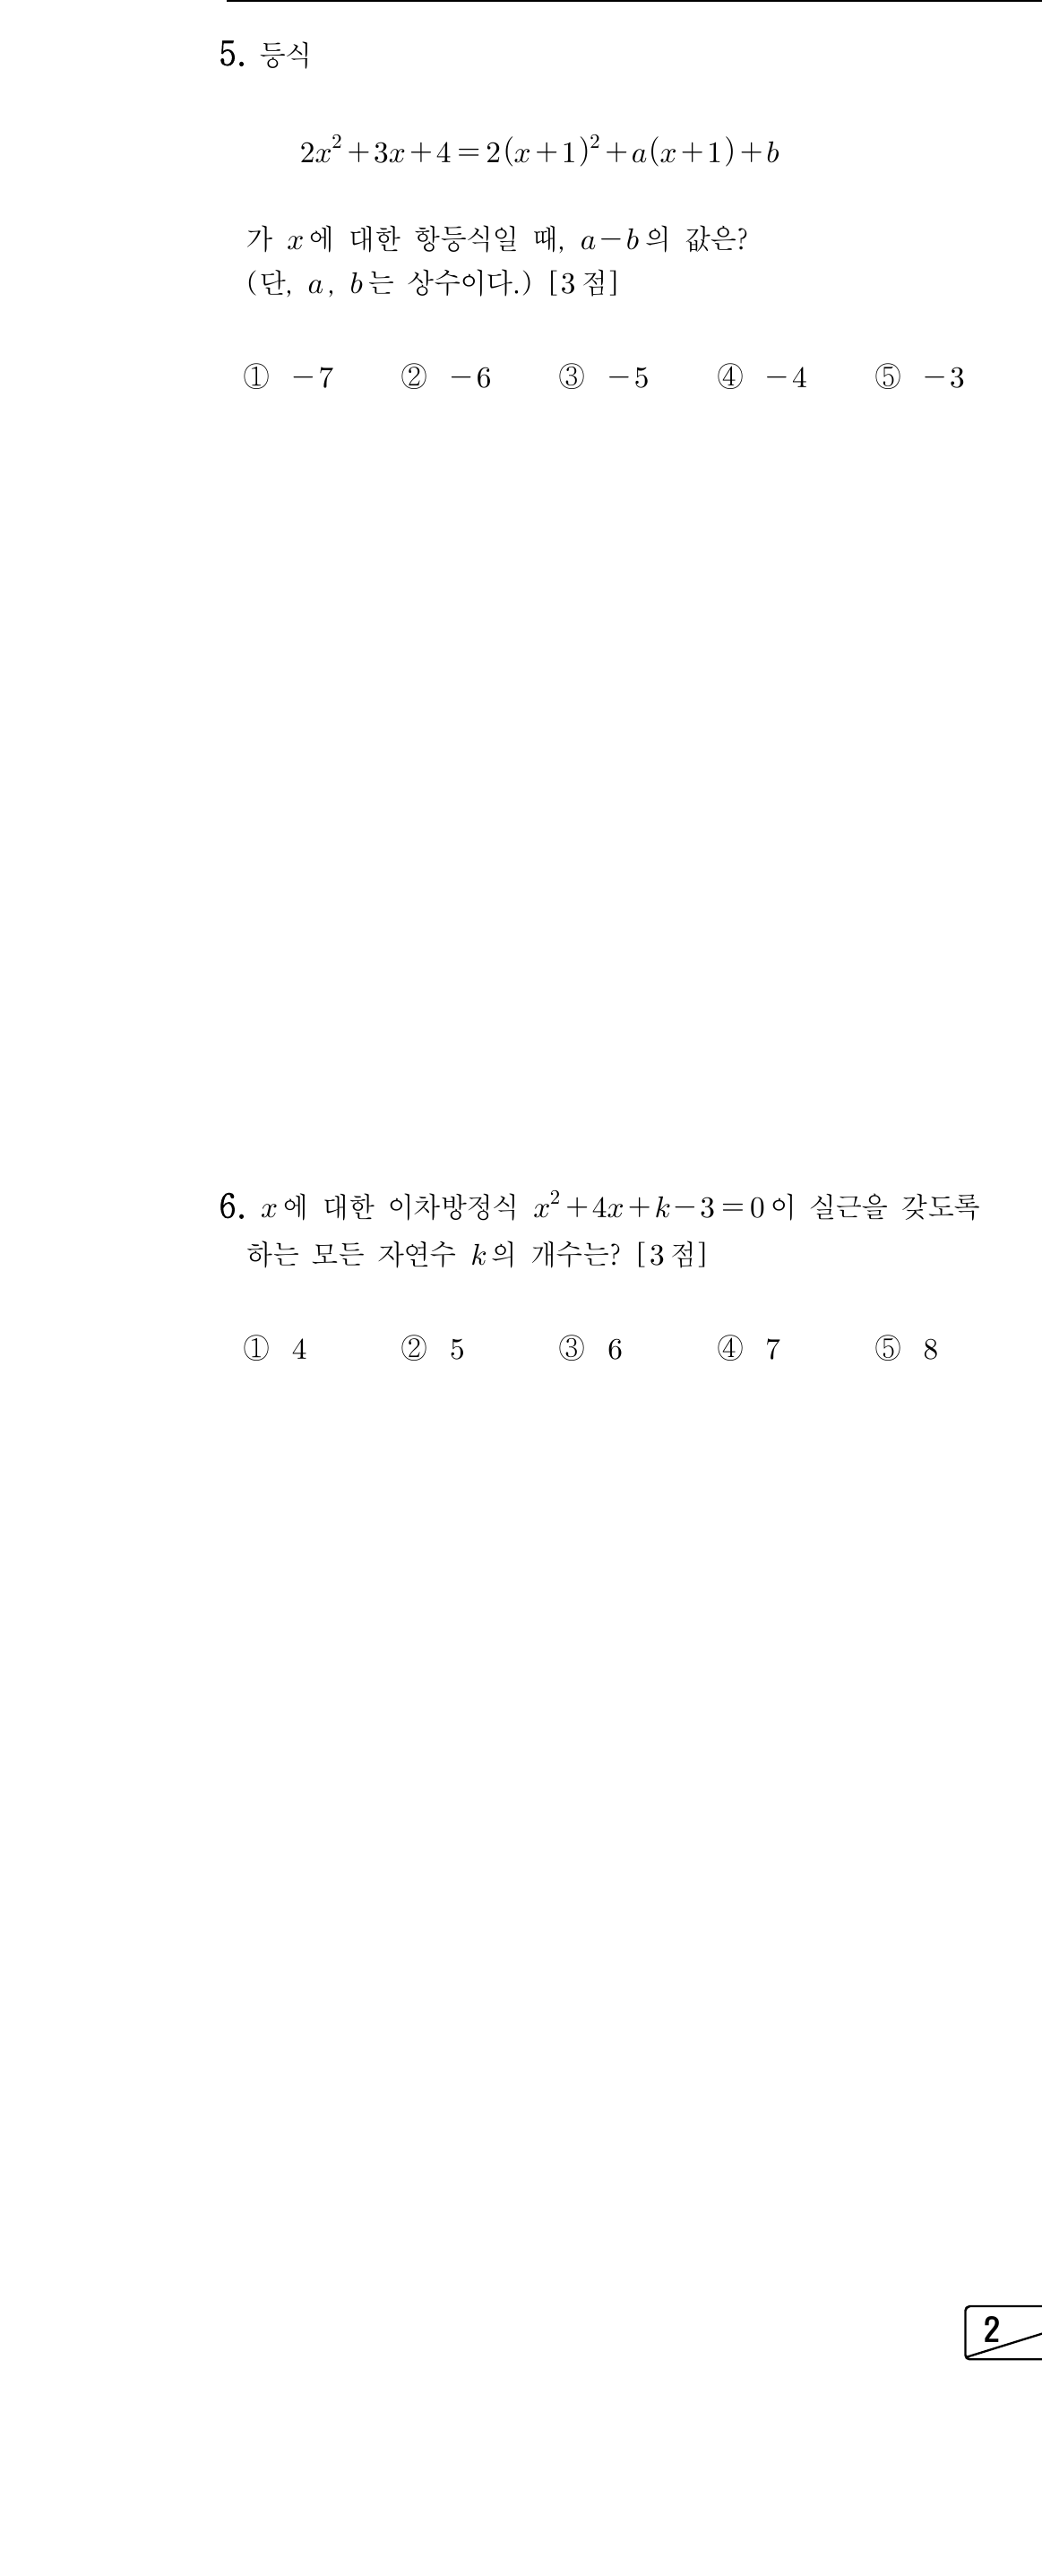 5. 등식
2x²+3x+4=2(x+1)²+a(x+1)+b
가 x에 대한 항등식일 때, a-b의 값은?
(단, a, b는 상수이다.) [3점]
① -7 ② -6 ③ -5 ④ -4 ⑤ -3
6. x에 대한 이차방정식 x²+4x+k-3=0이 실근을 갖도록
하는 모든 자연수 k의 개수는? [3점]
① 4 ② 5 ③ 6 ④ 7 ⑤ 8
2